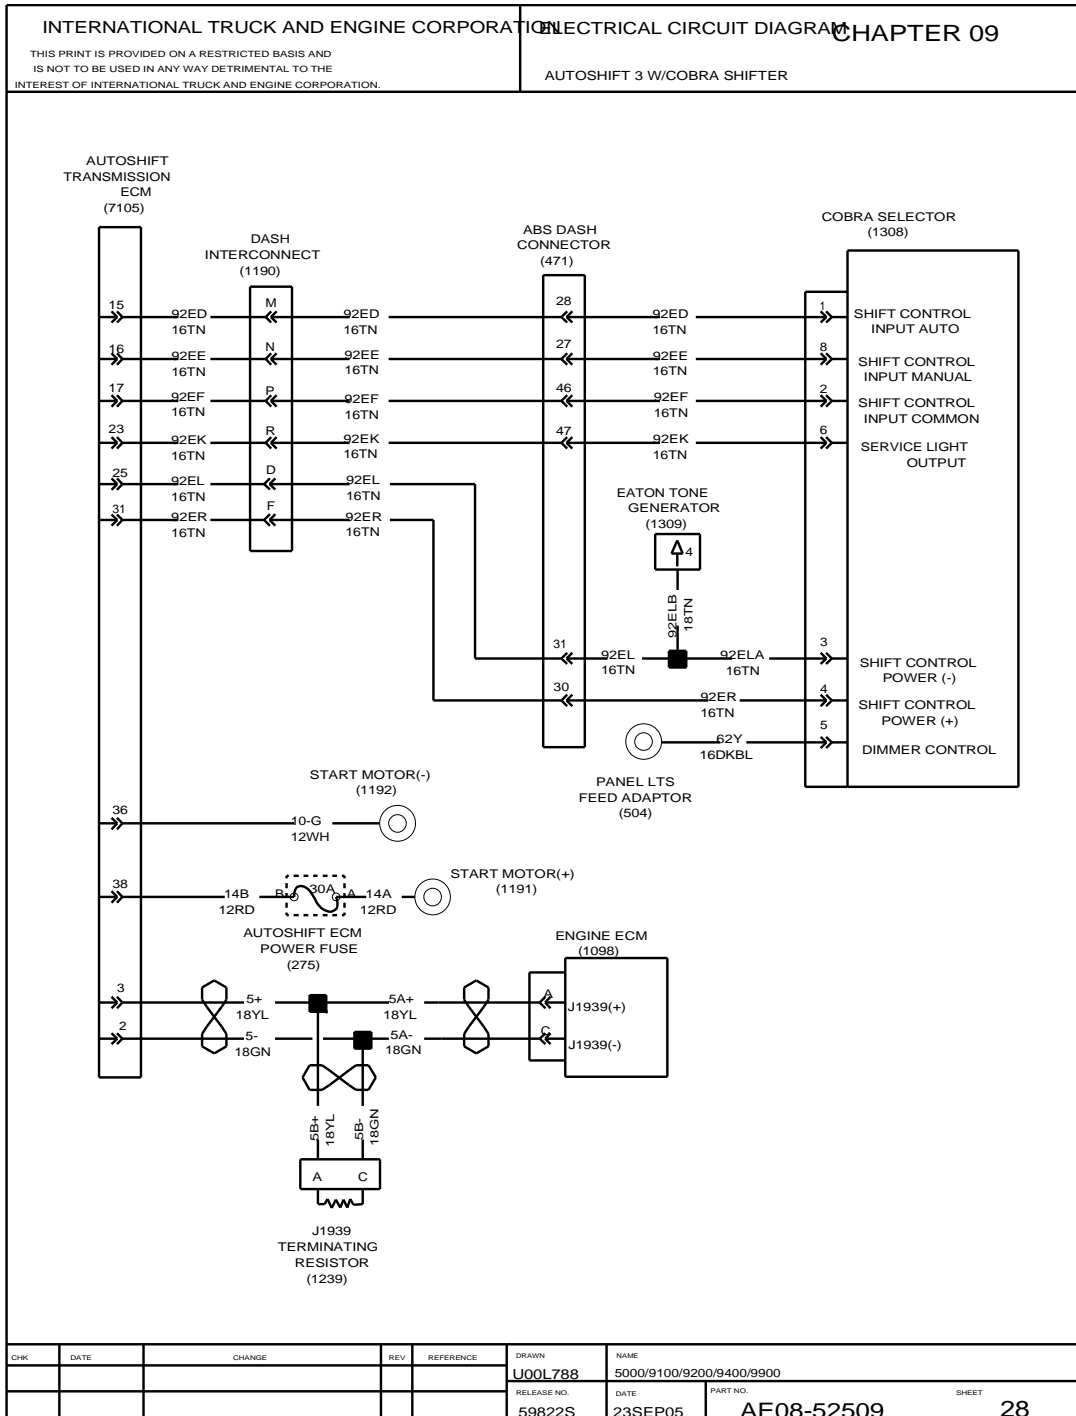 INTERNATIONAL TRUCK AND ENGINE CORPORATION
THIS PRINT IS PROVIDED ON A RESTRICTED BASIS AND
IS NOT TO BE USED IN ANY WAY DETRIMENTAL TO THE
INTEREST OF INTERNATIONAL TRUCK AND ENGINE CORPORATION.
ELECTRICAL CIRCUIT DIAGRAM
CHAPTER 09
AUTOSHIFT 3 W/COBRA SHIFTER
AUTOSHIFT
TRANSMISSION
ECM
(7105)
DASH
INTERCONNECT
(1190)
ABS DASH
CONNECTOR
(471)
COBRA SELECTOR
(1308)
15 92ED M 92ED 28 92ED 1 SHIFT CONTROL
16TN 16TN 16TN INPUT AUTO
16 92EE N 92EE 27 92EE 8 SHIFT CONTROL
16TN 16TN 16TN INPUT MANUAL
17 92EF P 92EF 46 92EF 2 SHIFT CONTROL
16TN 16TN 16TN INPUT COMMON
23 92EK R 92EK 47 92EK 6 SERVICE LIGHT
16TN 16TN 16TN OUTPUT
25 92EL D 92EL
16TN 16TN
31 92ER F 92ER
16TN 16TN
EATON TONE
GENERATOR
(1309)
4
92ELB
18TN
31 92EL 92ELA 3 SHIFT CONTROL
16TN 16TN POWER (-)
30 92ER 4 SHIFT CONTROL
16TN POWER (+)
62Y 5 DIMMER CONTROL
16DKBL
PANEL LTS
FEED ADAPTOR
(504)
START MOTOR(-)
(1192)
36 10-G
12WH
START MOTOR(+)
(1191)
38 14B B 30A A 14A
12RD 12RD
AUTOSHIFT ECM
POWER FUSE
(275)
ENGINE ECM
(1098)
3 5+ 5A+ A J1939(+)
18YL 18YL
2 5- 5A- C J1939(-)
18GN 18GN
5B+
18YL
5B-
18GN
A C
J1939
TERMINATING
RESISTOR
(1239)
CHK DATE CHANGE REV REFERENCE
DRAWN
U00L788
NAME
5000/9100/9200/9400/9900
RELEASE NO.
59822S
DATE
23SEP05
PART NO.
AE08-52509
SHEET
28